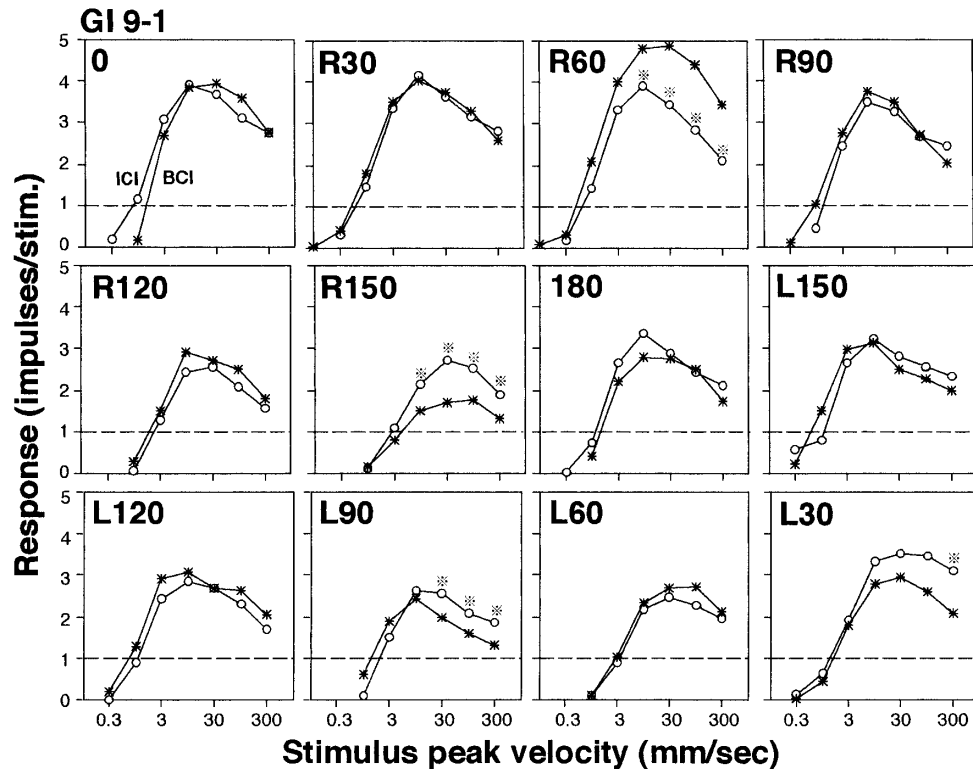 GI 9-1
0
R30
R60
R90
ICI
BCI
5
4
3
2
1
0
R120
R150
180
L150
5
4
3
2
1
0
L120
L90
L60
L30
5
4
3
2
1
0
0.3 3 30 300
0.3 3 30 300
0.3 3 30 300
0.3 3 30 300
Response (impulses/stim.)
Stimulus peak velocity (mm/sec)